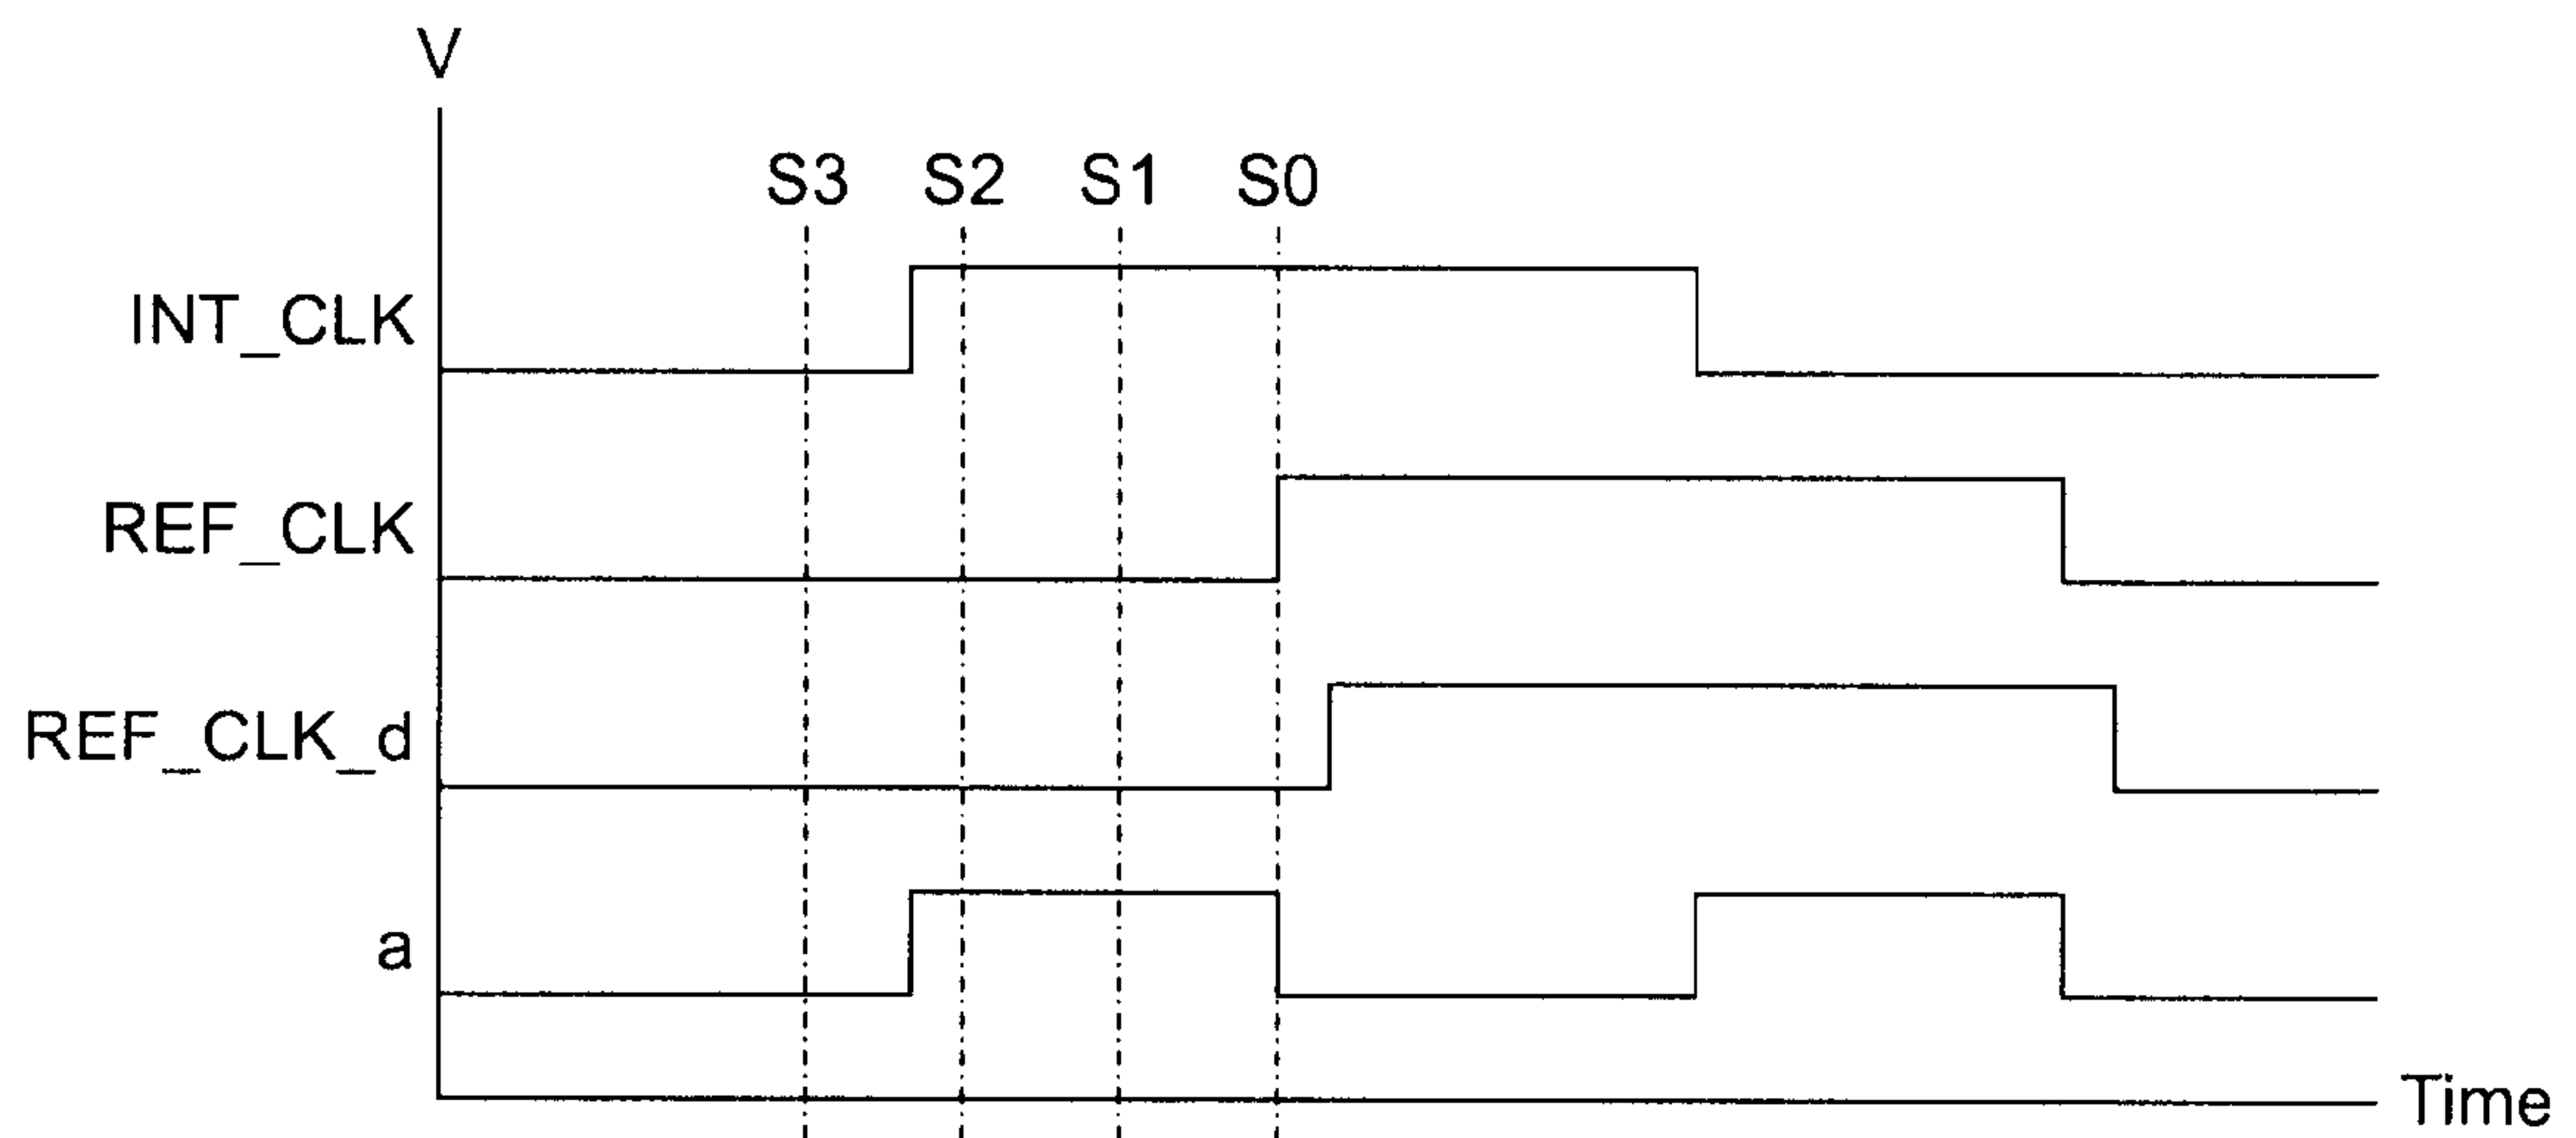 V
S3 S2 S1 S0
INT_CLK
REF_CLK
REF_CLK_d
a
Time